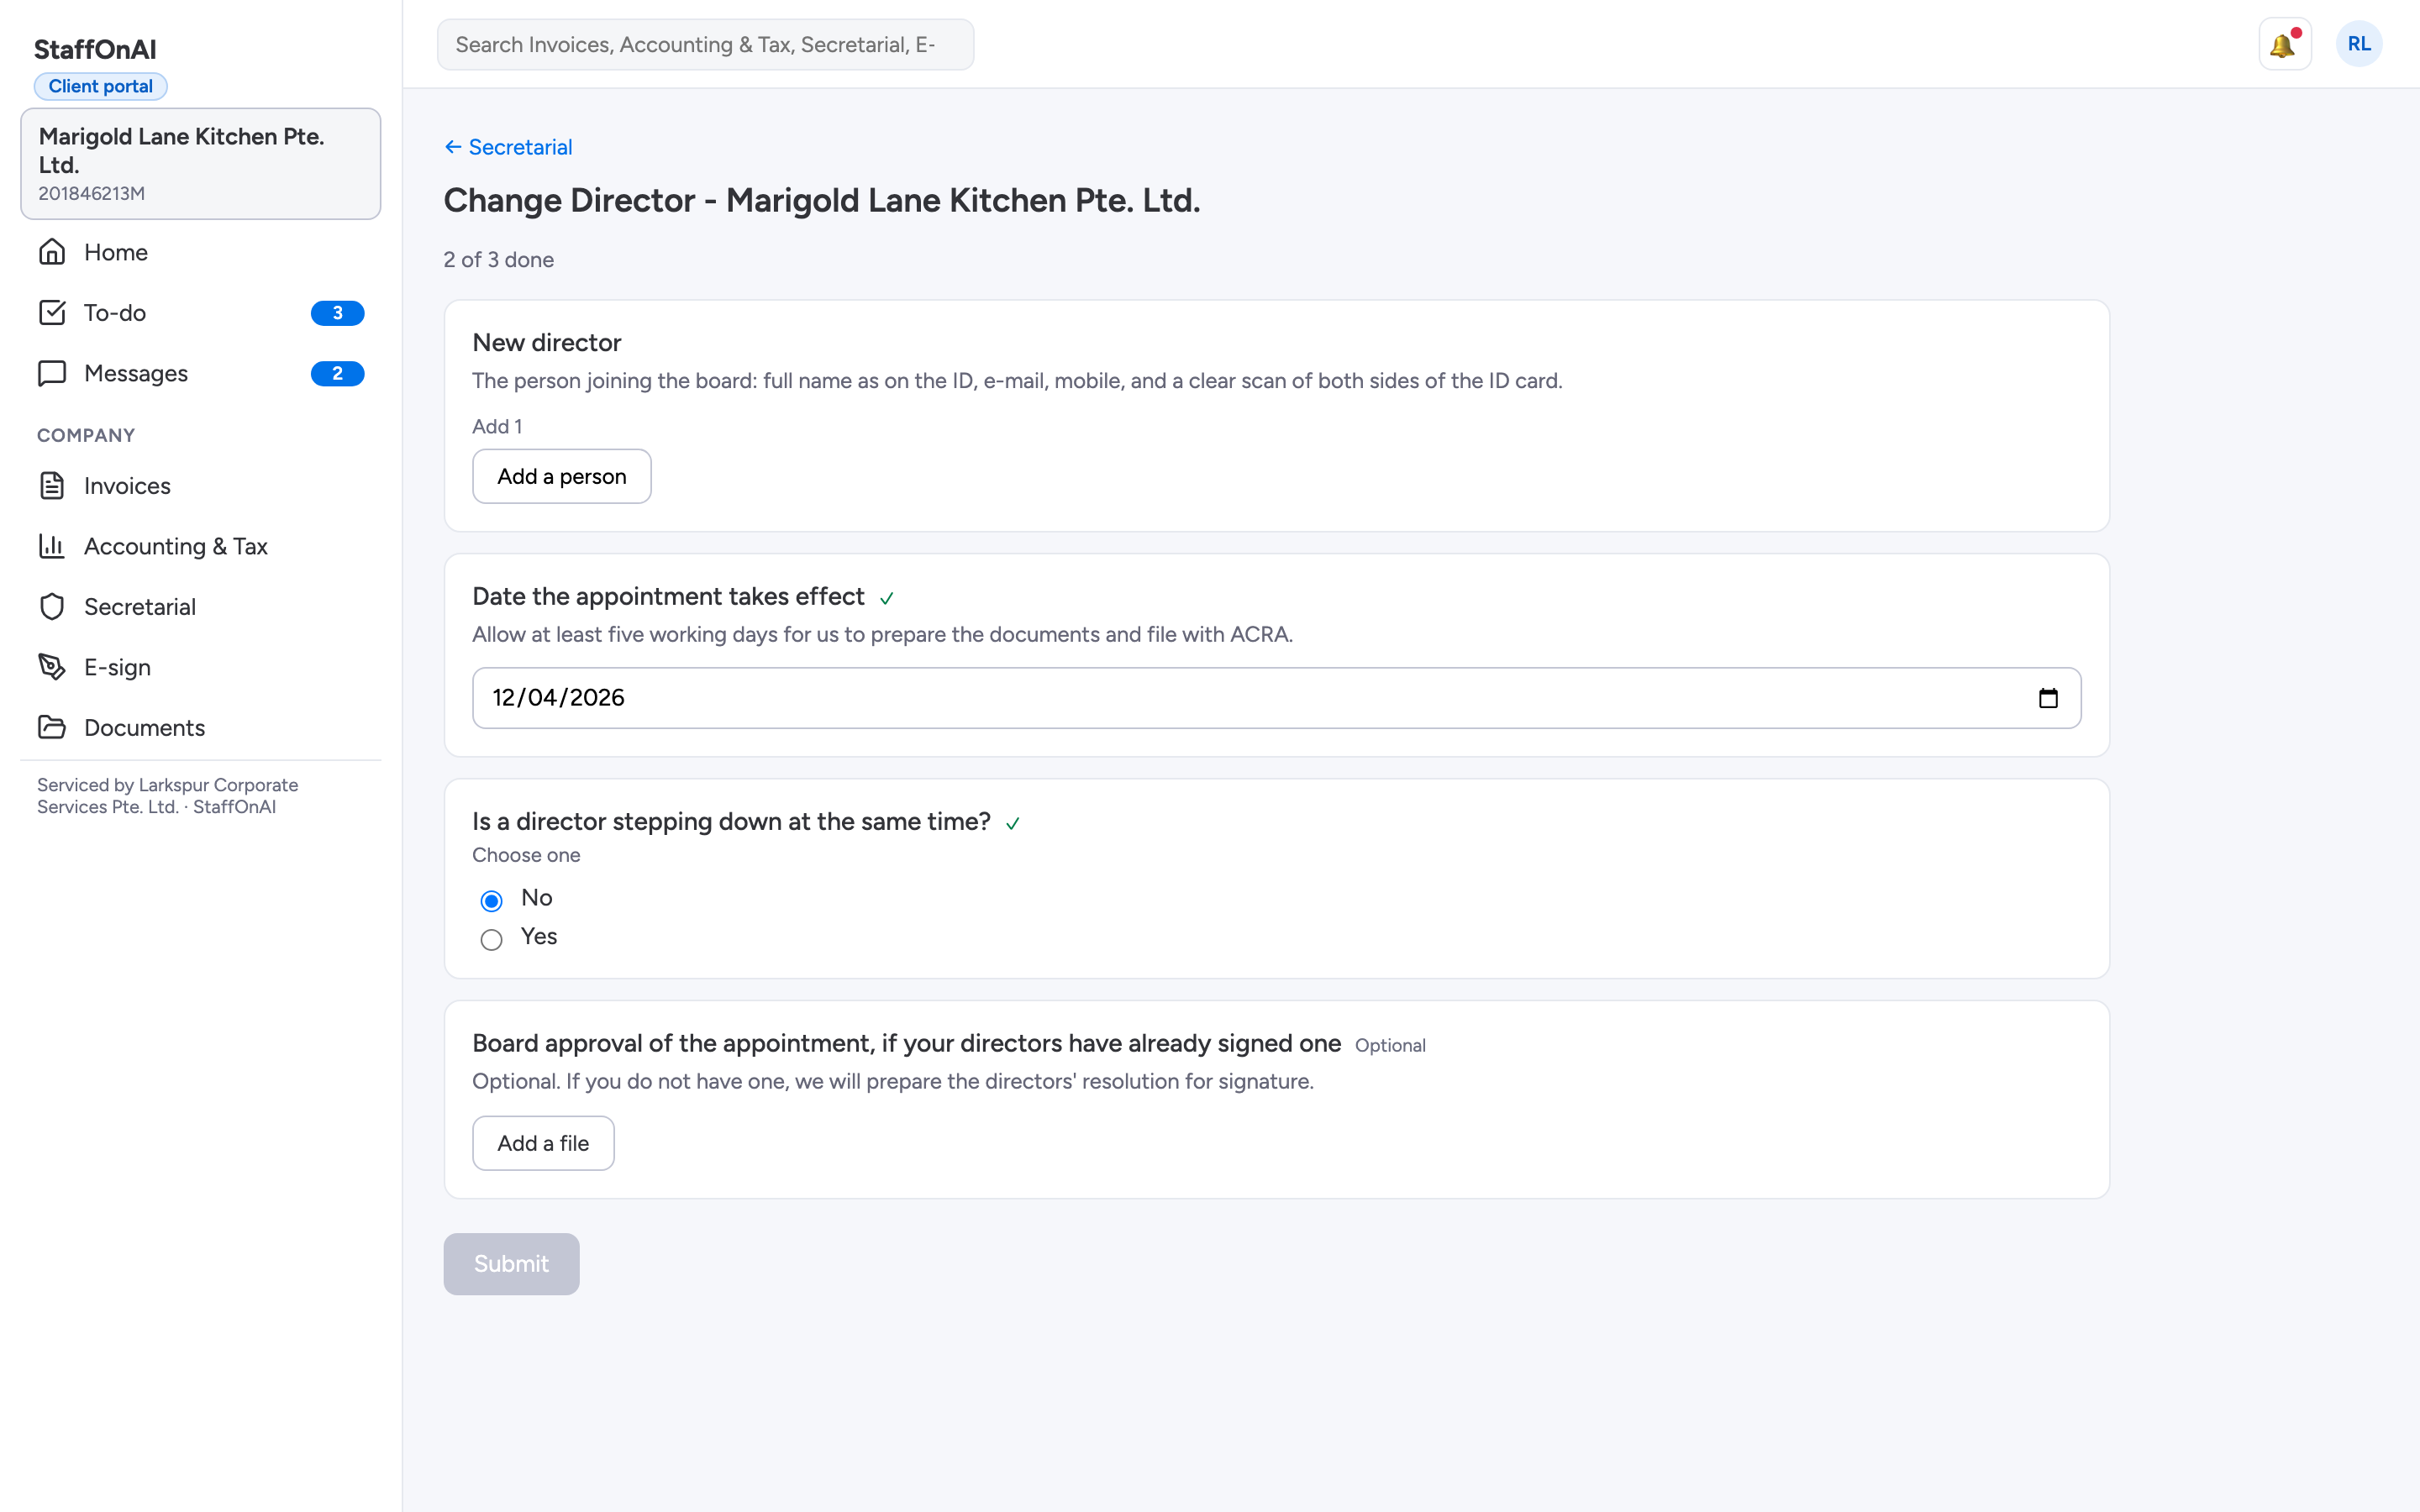 StaffOnAI
Client portal
Marigold Lane Kitchen Pte.
Ltd.
201846213M
Home
To-do 3
Messages 2
COMPANY
Invoices
Accounting & Tax
Secretarial
E-sign
Documents
Serviced by Larkspur Corporate
Services Pte. Ltd. · StaffOnAI
Search Invoices, Accounting & Tax, Secretarial, E-
RL
← Secretarial
Change Director - Marigold Lane Kitchen Pte. Ltd.
2 of 3 done
New director
The person joining the board: full name as on the ID, e-mail, mobile, and a clear scan of both sides of the ID card.
Add 1
Add a person
Date the appointment takes effect ✓
Allow at least five working days for us to prepare the documents and file with ACRA.
12/04/2026
Is a director stepping down at the same time? ✓
Choose one
No
Yes
Board approval of the appointment, if your directors have already signed one Optional
Optional. If you do not have one, we will prepare the directors' resolution for signature.
Add a file
Submit